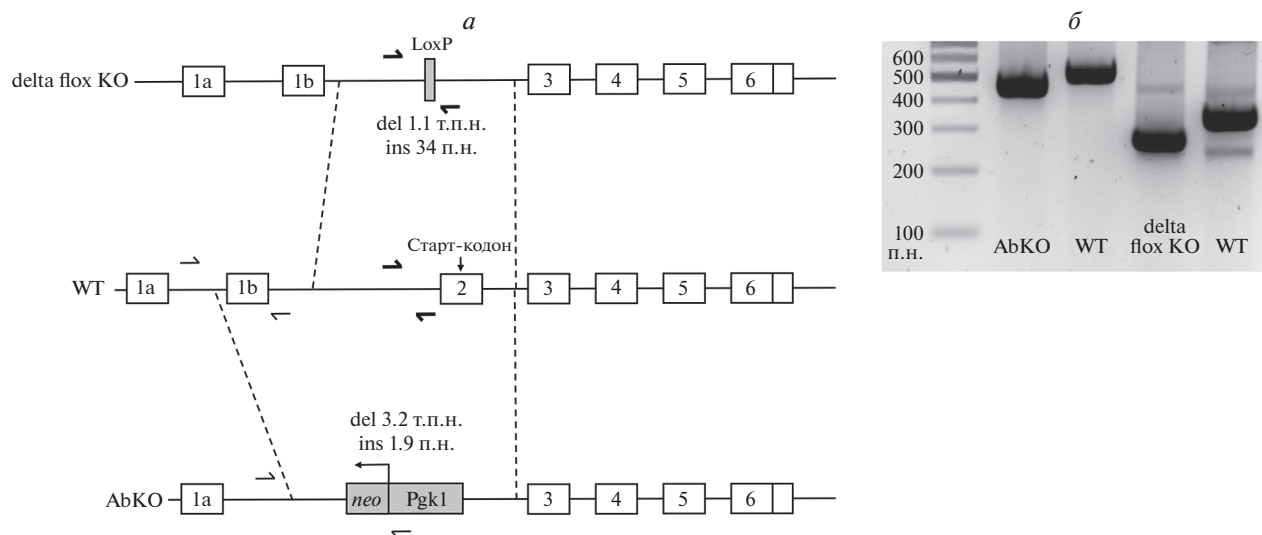 а
LoxP
delta flox KO
1a
1b
3
4
5
6
del 1.1 т.п.н.
ins 34 п.н.
Старт-кодон
WT
1a
1b
2
3
4
5
6
del 3.2 т.п.н.
ins 1.9 п.н.
AbKO
1a
neo
Pgk1
3
4
5
6
б
600
500
400
300
200
100
п.н.
AbKO
WT
delta
flox KO
WT